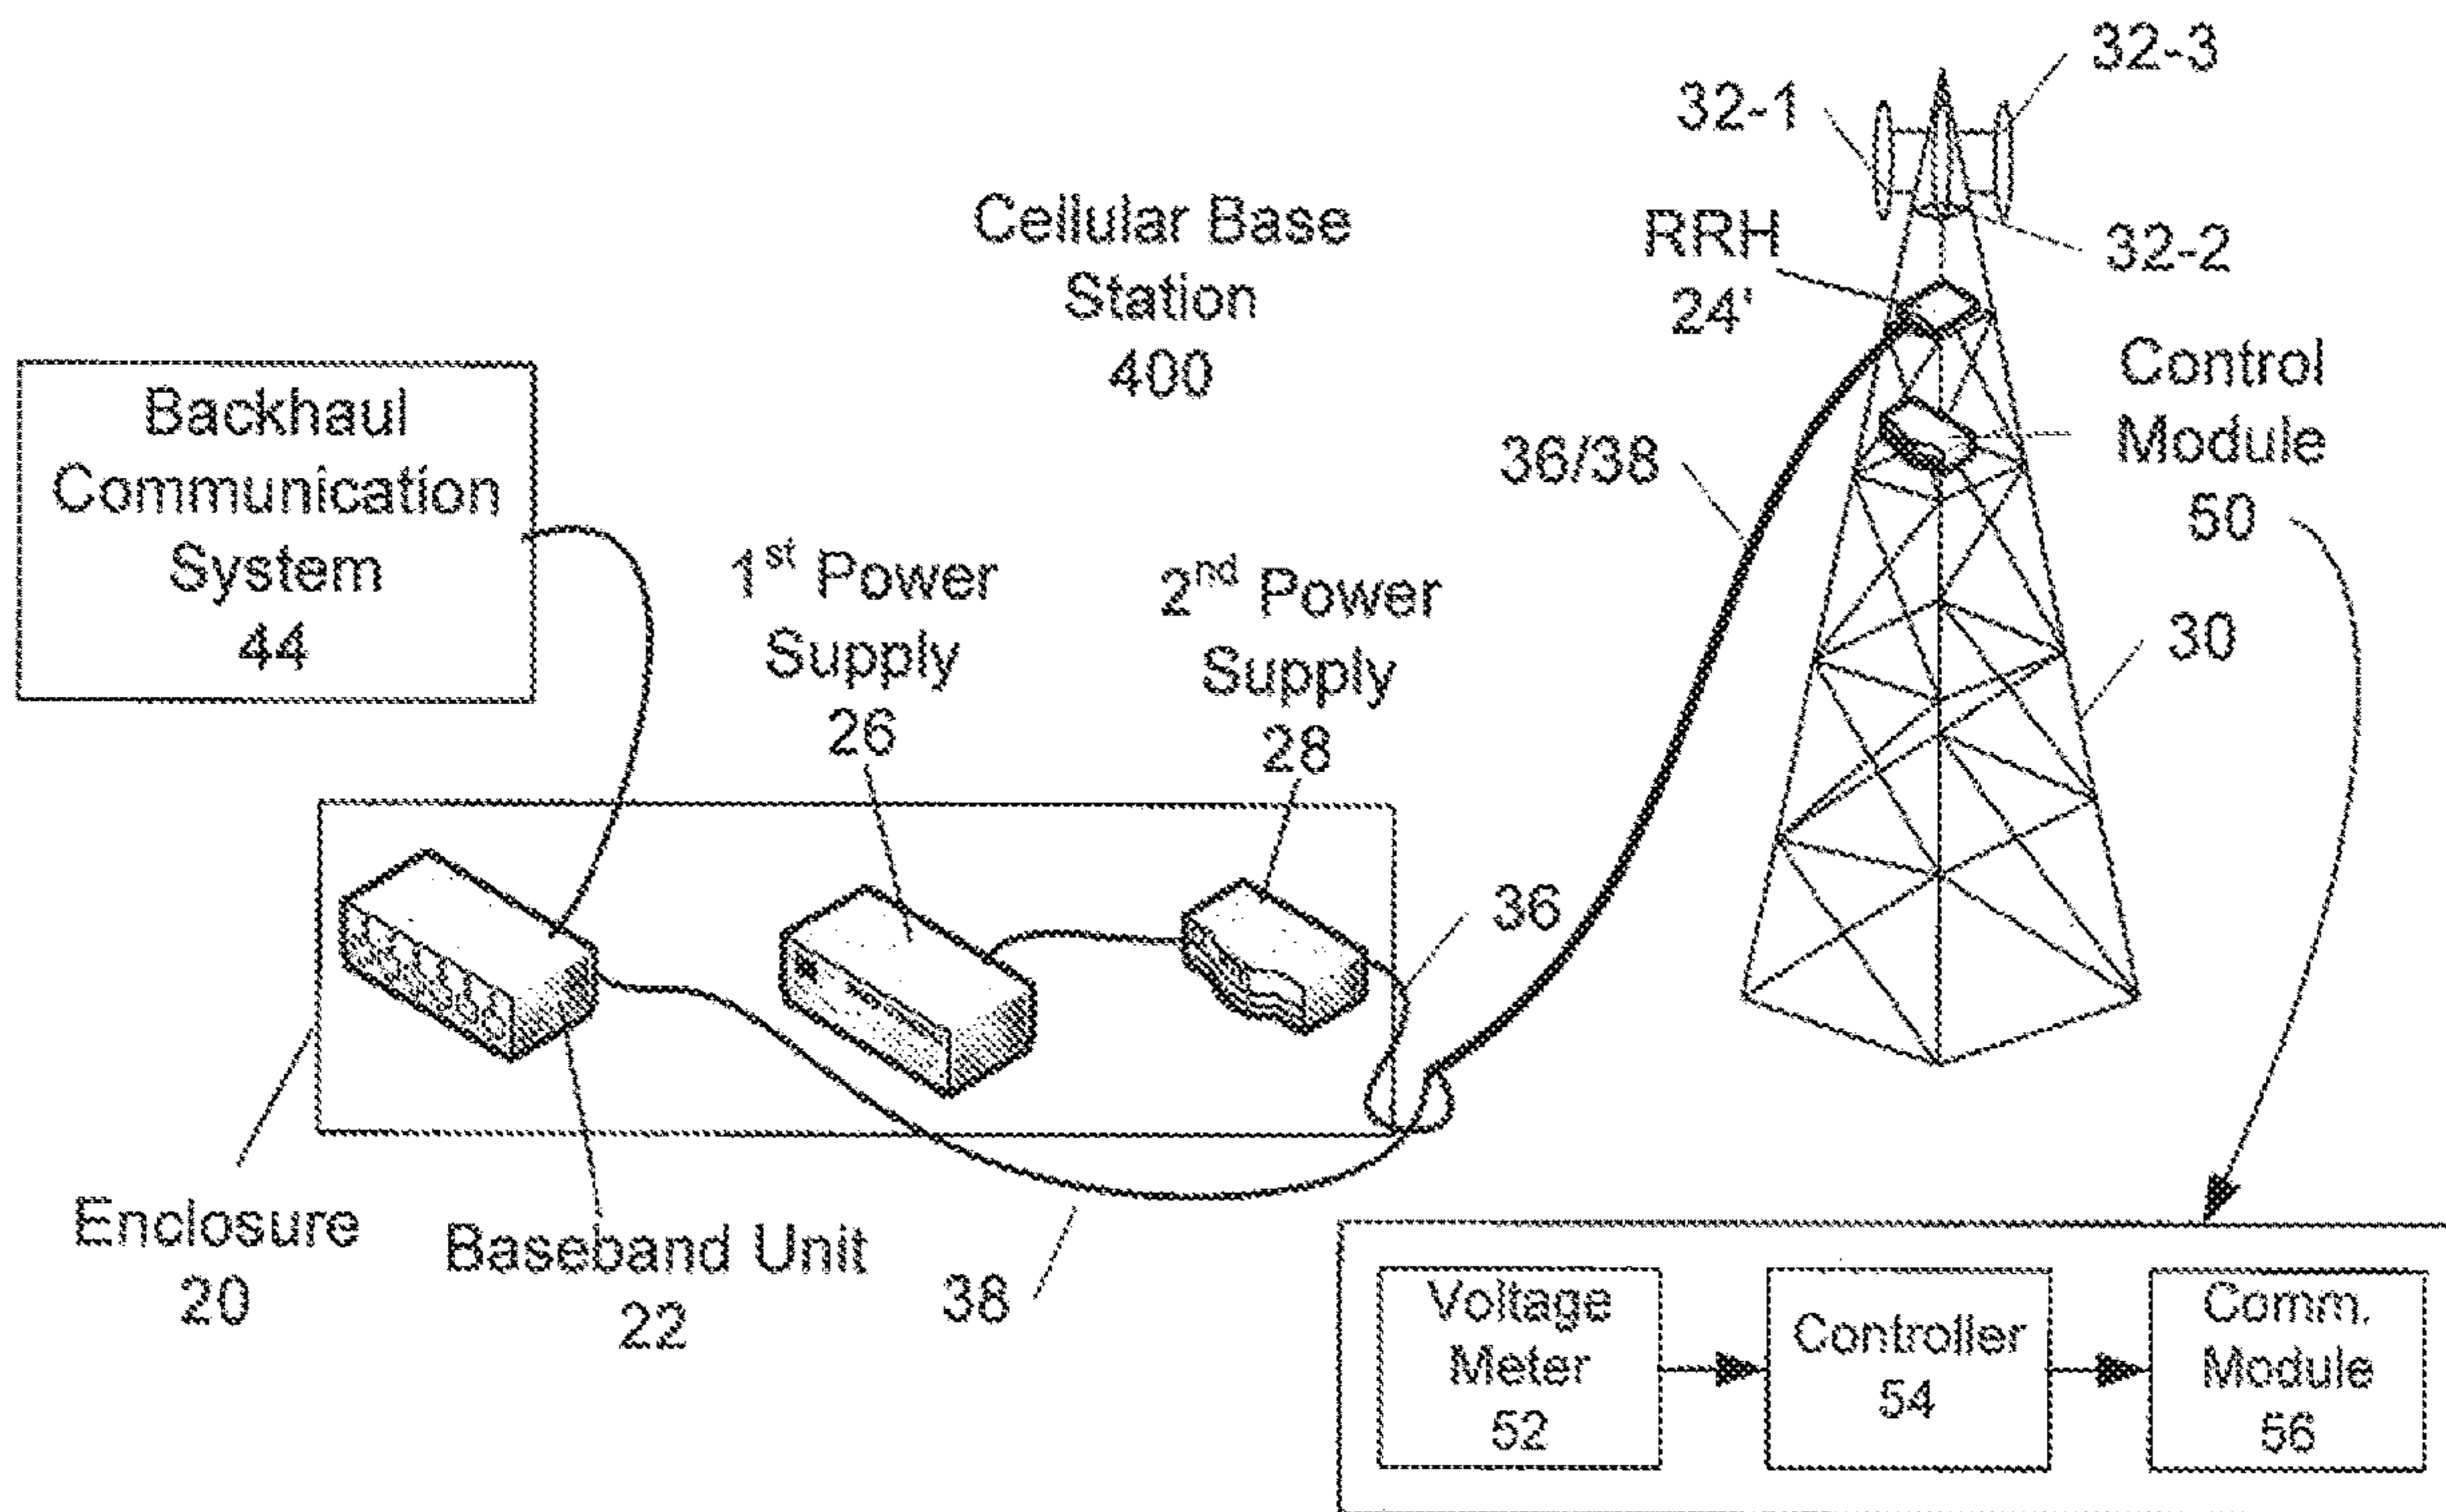 32-3
32-1
Cellular Base
Station
400
RRH
24'
32-2
Control
Module
50
Backhaul
Communication
System
44
36/38
1st Power
Supply
26
2nd Power
Supply
28
30
36
Enclosure
20
Baseband Unit
22
38
Voltage
Meter
52
Controller
54
Comm.
Module
56